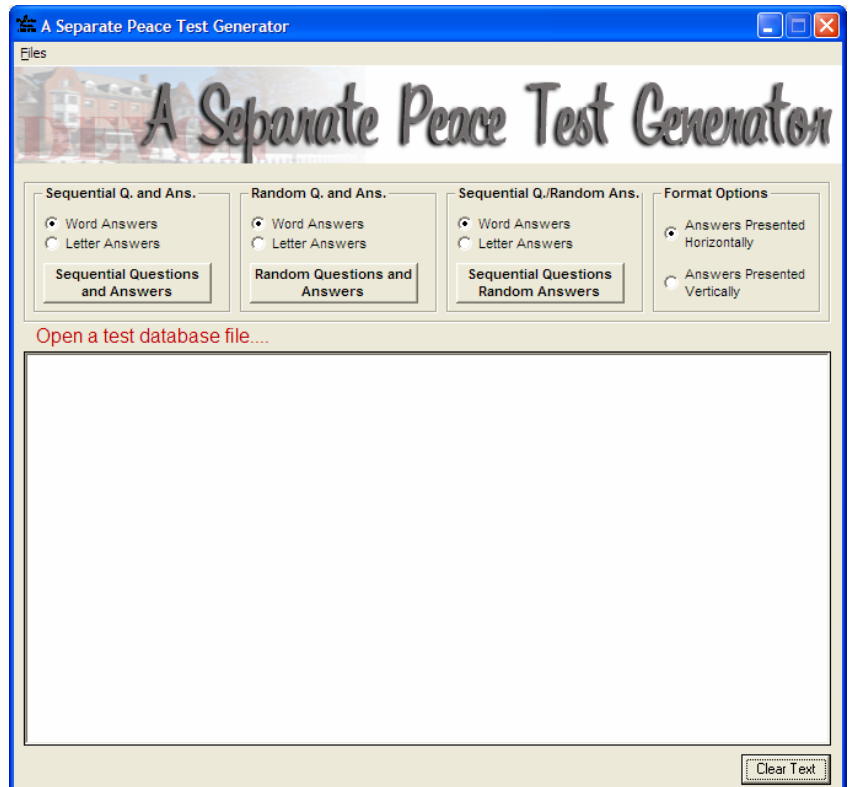 A Separate Peace Test Generator
Files
DEVON
A Separate Peace Test Generator
Sequential Q. and Ans.
Word Answers
Letter Answers
Sequential Questions
and Answers
Random Q. and Ans.
Word Answers
Letter Answers
Random Questions and
Answers
Sequential Q./Random Ans.
Word Answers
Letter Answers
Sequential Questions
Random Answers
Format Options
Answers Presented
Horizontally
Answers Presented
Vertically
Open a test database file....
Clear Text